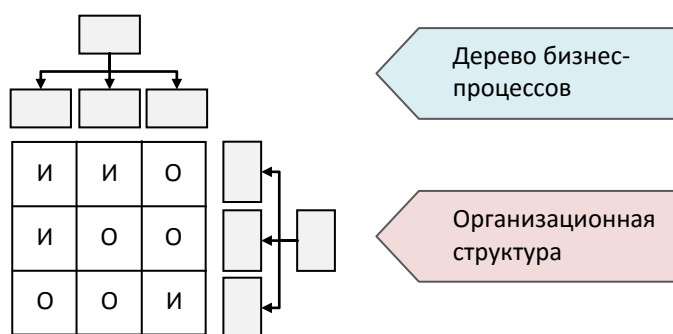 Дерево бизнес-
процессов
И И О
И О О
О О И
Организационная
структура